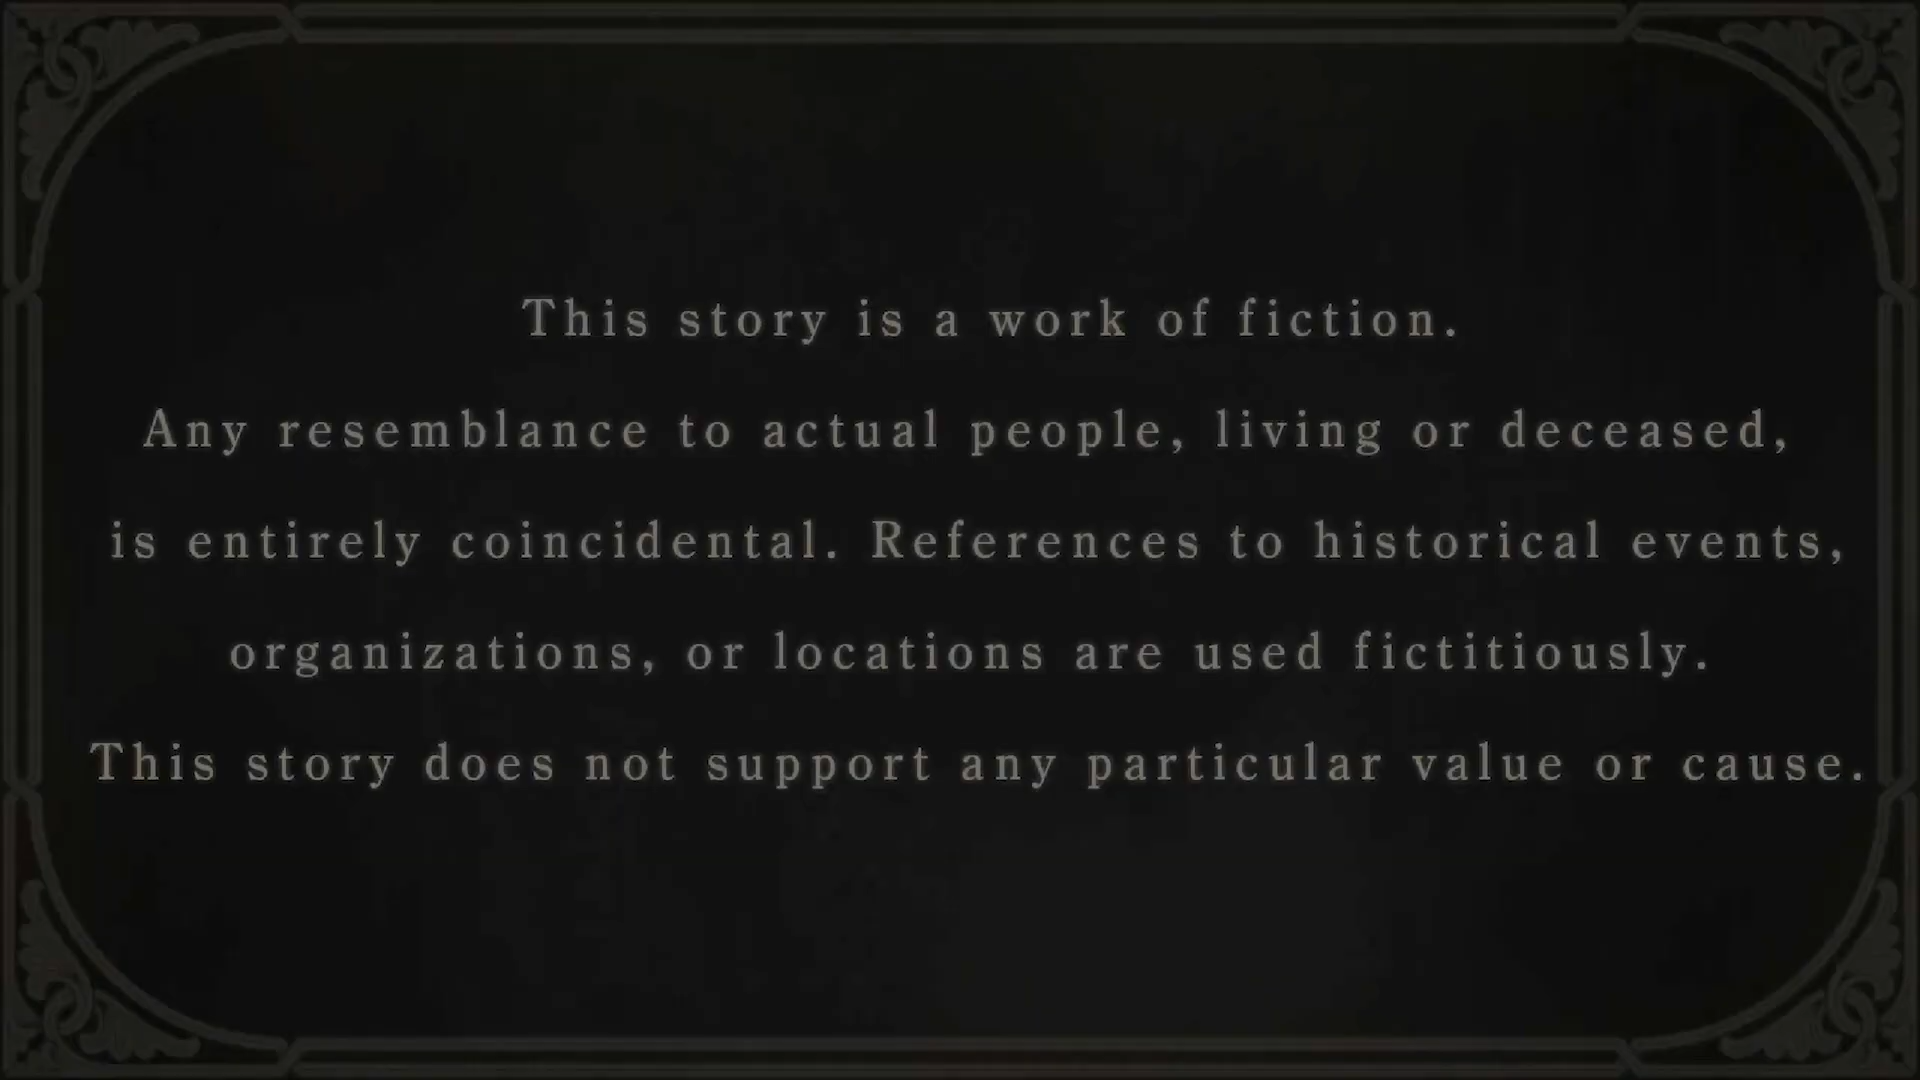 This story is a work of fiction.
Any resemblance to actual people, living or deceased,
is entirely coincidental. References to historical events,
organizations, or locations are used fictitiously.
This story does not support any particular value or cause.